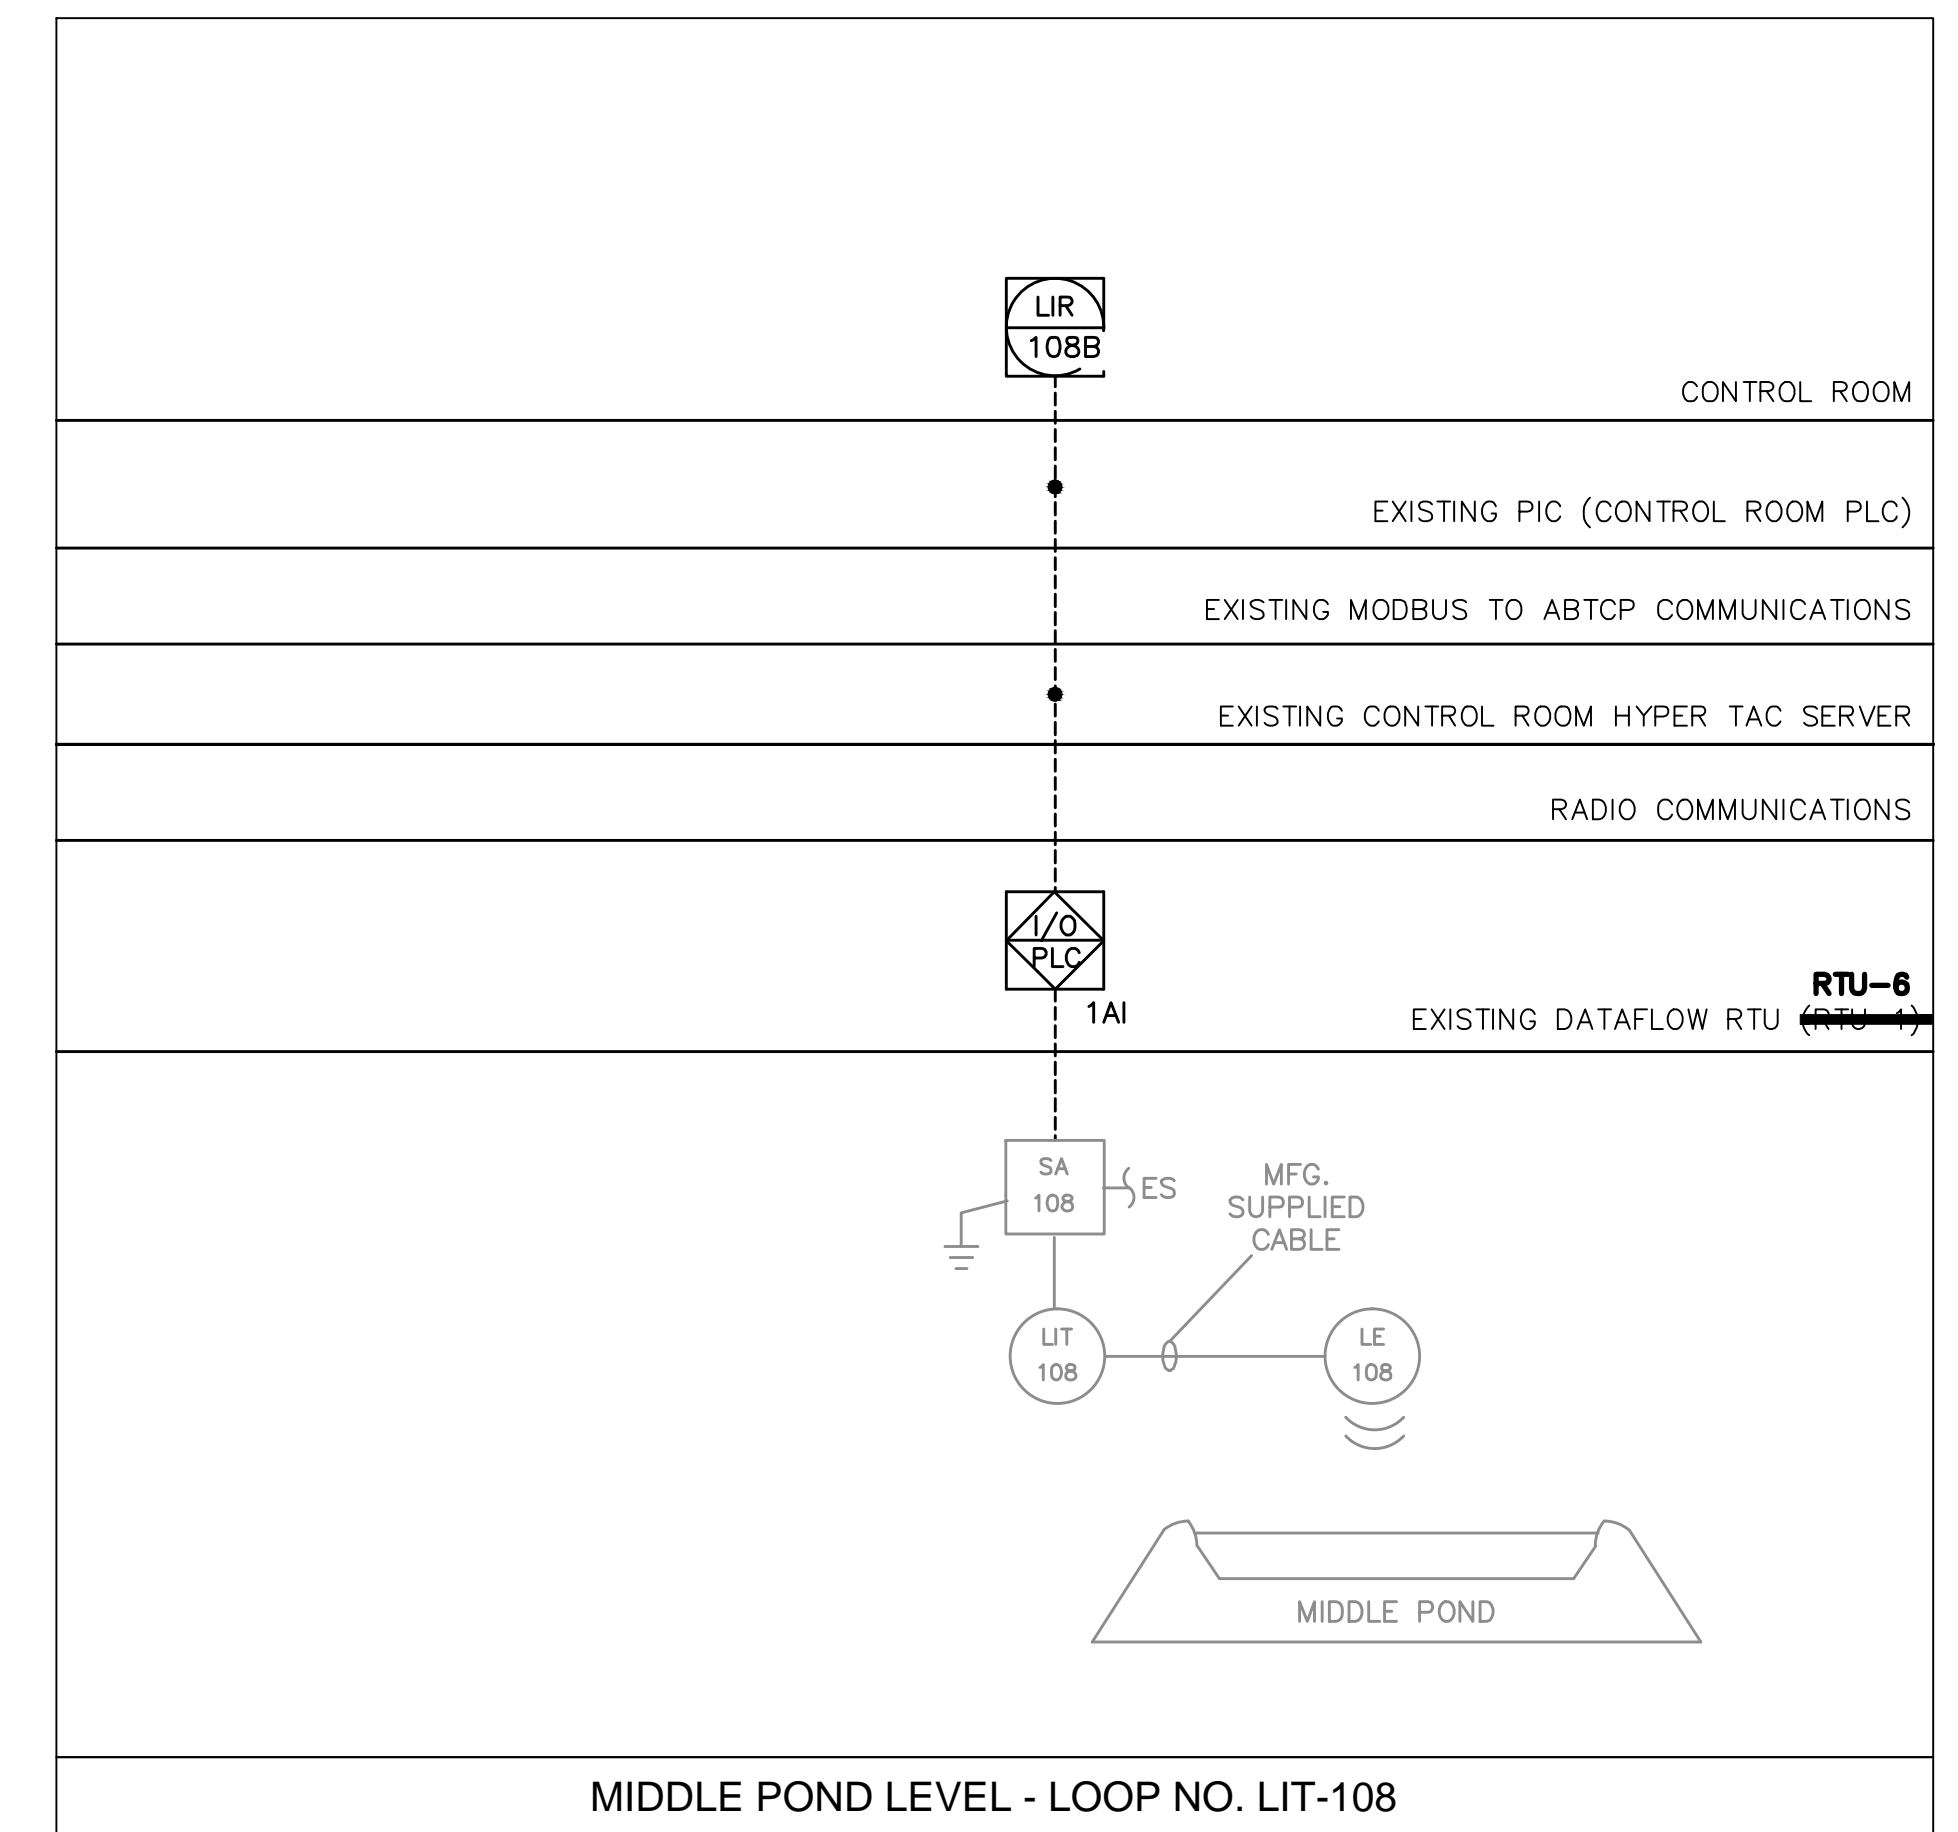 LIR
108B
CONTROL ROOM
EXISTING PIC (CONTROL ROOM PLC)
EXISTING MODBUS TO ABTCP COMMUNICATIONS
EXISTING CONTROL ROOM HYPER TAC SERVER
RADIO COMMUNICATIONS
I/O
PLC
1AI
RTU-6
EXISTING DATAFLOW RTU (RTU-1)
SA
108
ES
MFG.
SUPPLIED
CABLE
LIT
108
LE
108
MIDDLE POND
MIDDLE POND LEVEL - LOOP NO. LIT-108